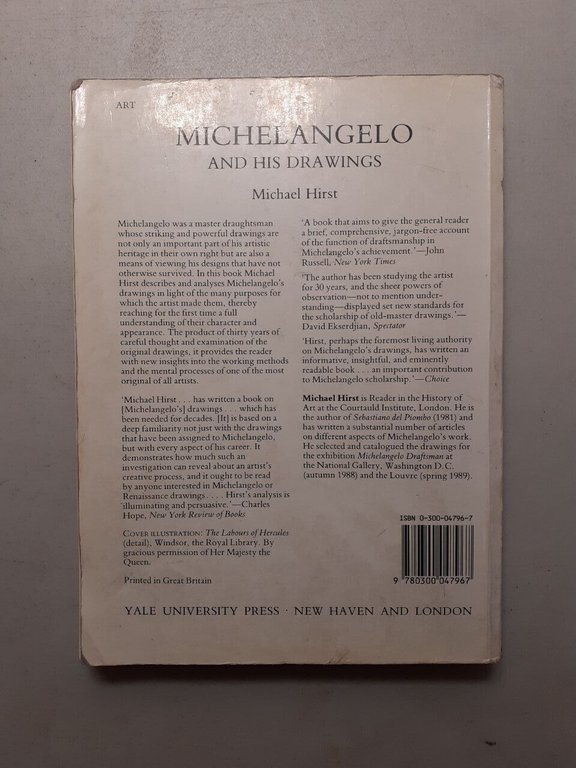 ART
MICHELANGELO
AND HIS DRAWINGS
Michael Hirst
Michelangelo was a master draughtsman
whose striking and powerful drawings are
not only an important part of his artistic
heritage in their own right but are also a
means of viewing his designs that have not
otherwise survived. In this book Michael
Hirst describes and analyses Michelangelo's
drawings in light of the many purposes for
which the artist made them, thereby
reaching for the first time a full
understanding of their character and
appearance. The product of thirty years of
careful thought and examination of the
original drawings, it provides the reader
with new insights into the working methods
and the mental processes of one of the most
original of all artists.
'Michael Hirst . . . has written a book on
[Michelangelo's] drawings . . . which has
been needed for decades. [It] is based on a
deep familiarity not just with the drawings
that have been assigned to Michelangelo,
but with every aspect of his career. It
demonstrates how much such an
investigation can reveal about an artist's
creative process, and it ought to be read
by anyone interested in Michelangelo or
Renaissance drawings. . . . Hirst's analysis is
illuminating and persuasive.'—Charles
Hope, New York Review of Books
COVER ILLUSTRATION: The Labours of Hercules
(detail), Windsor, the Royal Library. By
gracious permission of Her Majesty the
Queen.
Printed in Great Britain
'A book that aims to give the general reader
a brief, comprehensive, jargon-free account
of the function of draftsmanship in
Michelangelo's achievement.'—John
Russell, New York Times
'The author has been studying the artist
for 30 years, and the sheer powers of
observation—not to mention under-
standing—displayed set new standards for
the scholarship of old-master drawings.'—
David Ekserdjian, Spectator
'Hirst, perhaps the foremost living authority
on Michelangelo's drawings, has written an
informative, insightful, and eminently
readable book . . . an important contribution
to Michelangelo scholarship.'—Choice
Michael Hirst is Reader in the History of
Art at the Courtauld Institute, London. He is
the author of Sebastiano del Piombo (1981) and
has written a substantial number of articles
on different aspects of Michelangelo's work.
He selected and catalogued the drawings for
the exhibition Michelangelo Draftsman at
the National Gallery, Washington D.C.
(autumn 1988) and the Louvre (spring 1989).
ISBN 0-300-04796-7
9 780300 047967
YALE UNIVERSITY PRESS · NEW HAVEN AND LONDON